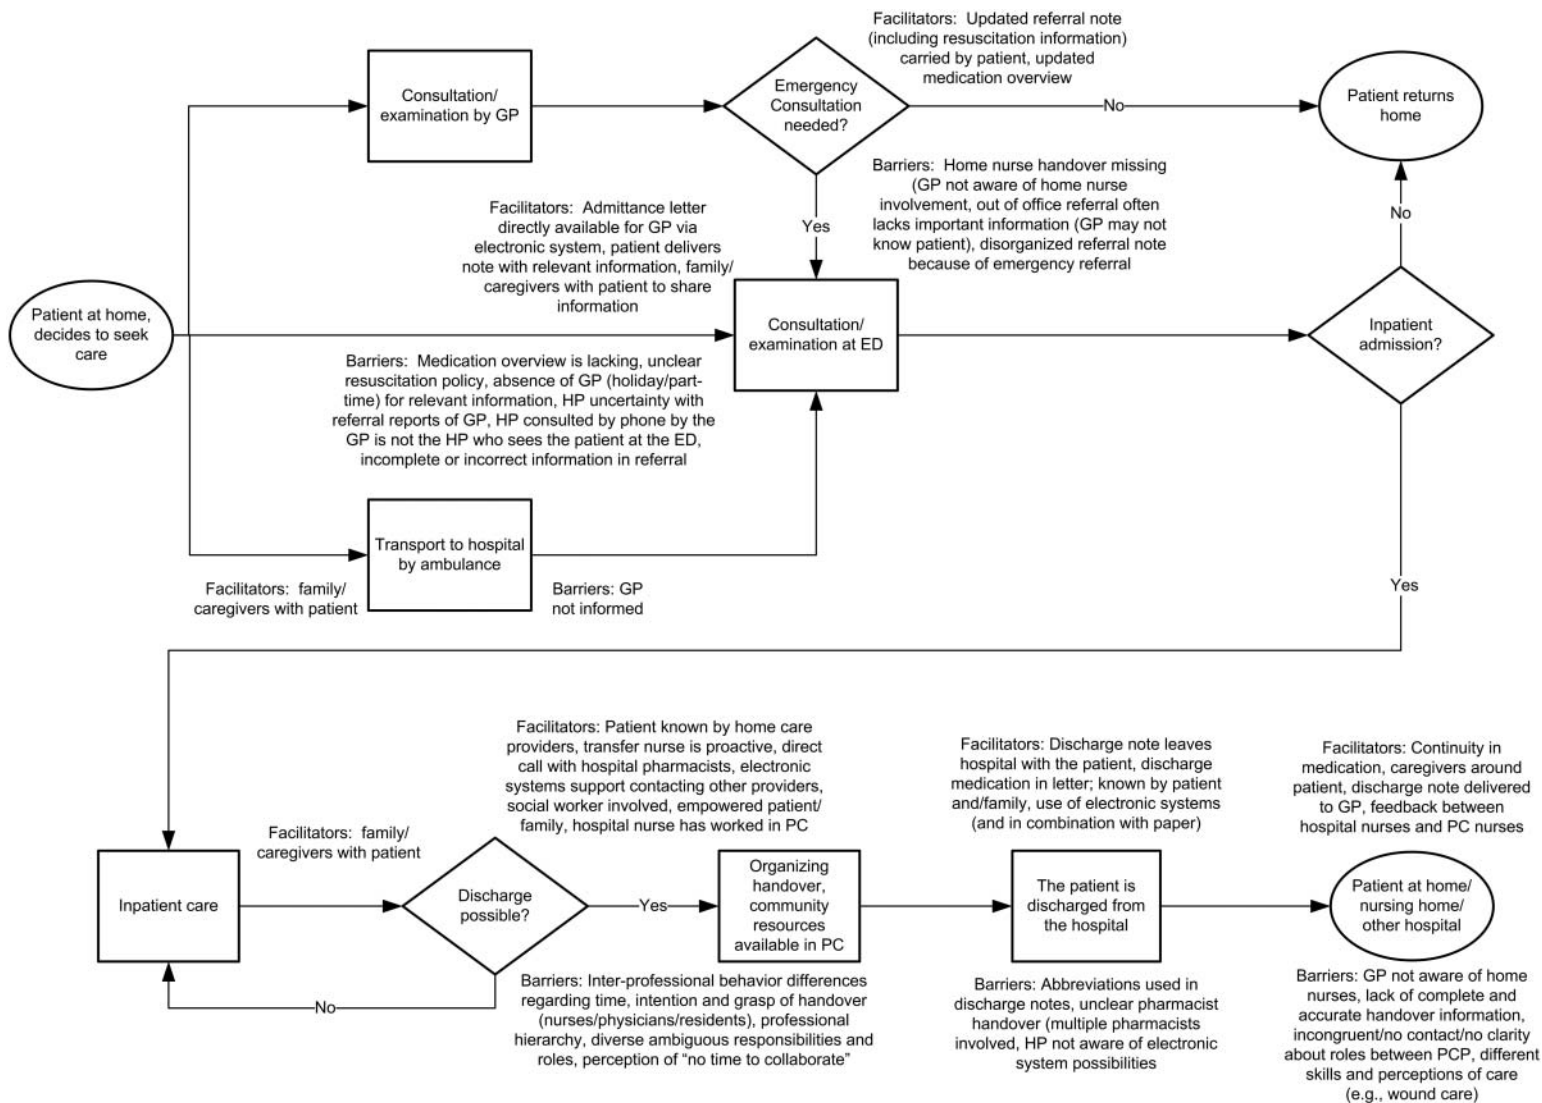 Facilitators:  Updated referral note
(including resuscitation information)
carried by patient, updated
medication overview
Consultation/
examination by GP
Emergency
Consultation
needed?
No
Patient returns
home
Barriers:  Home nurse handover missing
(GP not aware of home nurse
involvement, out of office referral often
lacks important information (GP may not
know patient), disorganized referral note
because of emergency referral
Yes
No
Facilitators:  Admittance letter
directly available for GP via
electronic system, patient delivers
note with relevant information, family/
caregivers with patient to share
information
Patient at home,
decides to seek
care
Consultation/
examination at ED
Inpatient
admission?
Barriers:  Medication overview is lacking, unclear
resuscitation policy, absence of GP (holiday/part-
time) for relevant information, HP uncertainty with
referral reports of GP, HP consulted by phone by the
GP is not the HP who sees the patient at the ED,
incomplete or incorrect information in referral
Transport to hospital
by ambulance
Facilitators:  family/
caregivers with patient
Barriers: GP
not informed
Yes
Facilitators: Patient known by home care
providers, transfer nurse is proactive, direct
call with hospital pharmacists, electronic
systems support contacting other providers,
social worker involved, empowered patient/
family, hospital nurse has worked in PC
Facilitators: Discharge note leaves
hospital with the patient, discharge
medication in letter; known by patient
and/family, use of electronic systems
(and in combination with paper)
Facilitators: Continuity in
medication, caregivers around
patient, discharge note delivered
to GP, feedback between
hospital nurses and PC nurses
Facilitators:  family/
caregivers with patient
Inpatient care
Discharge
possible?
Yes
Organizing
handover,
community
resources
available in PC
The patient is
discharged from
the hospital
Patient at home/
nursing home/
other hospital
No
Barriers: Inter-professional behavior differences
regarding time, intention and grasp of handover
(nurses/physicians/residents), professional
hierarchy, diverse ambiguous responsibilities and
roles, perception of “no time to collaborate”
Barriers: Abbreviations used in
discharge notes, unclear pharmacist
handover (multiple pharmacists
involved, HP not aware of electronic
system possibilities
Barriers: GP not aware of home
nurses, lack of complete and
accurate handover information,
incongruent/no contact/no clarity
about roles between PCP, different
skills and perceptions of care
(e.g., wound care)